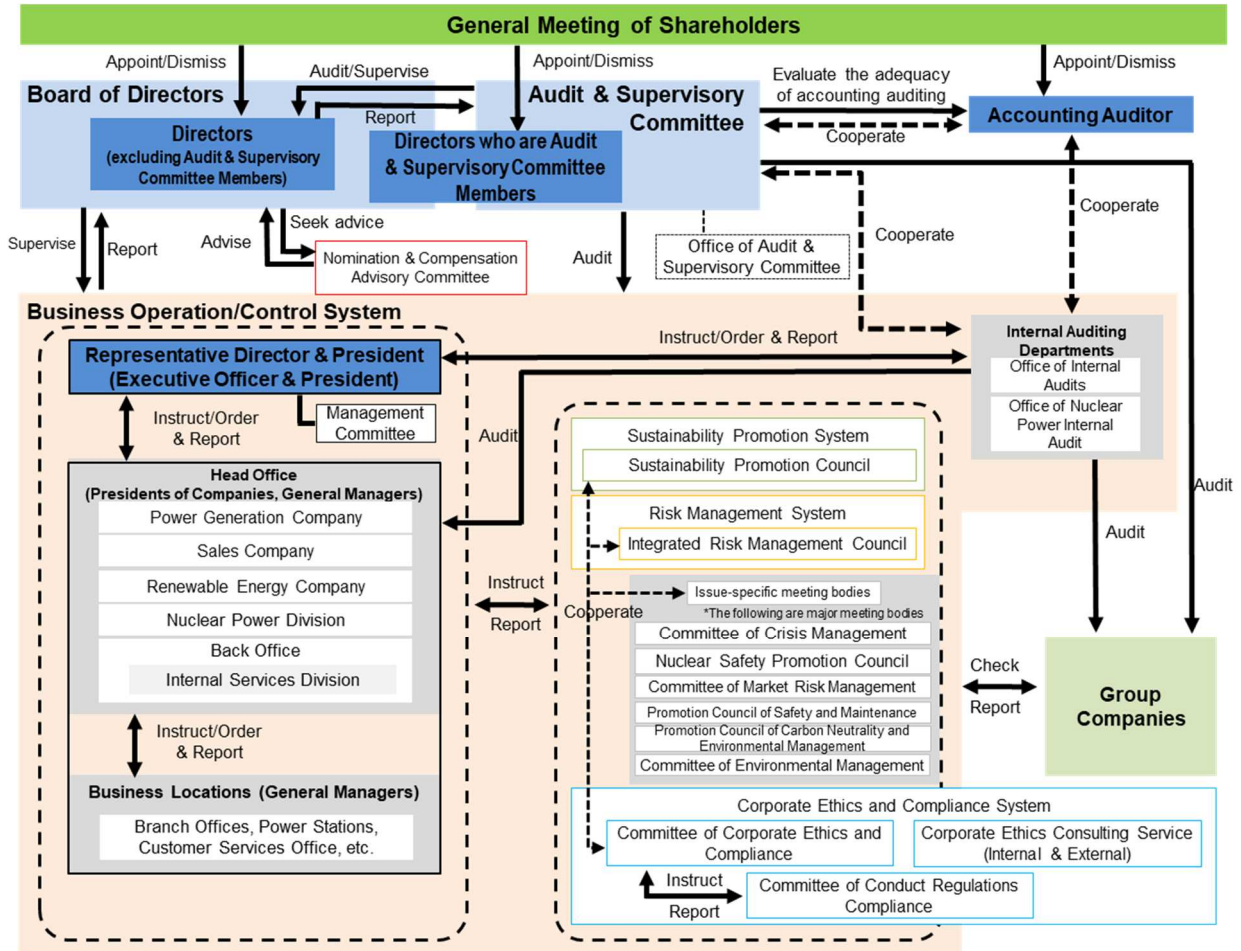 General Meeting of Shareholders
Appoint/Dismiss
Appoint/Dismiss
Appoint/Dismiss
Board of Directors
Audit/Supervise
Report
Directors
(excluding Audit & Supervisory
Committee Members)
Audit & Supervisory
Committee
Directors who are Audit
& Supervisory Committee
Members
Evaluate the adequacy
of accounting auditing
Cooperate
Accounting Auditor
Supervise
Report
Advise
Seek advice
Nomination & Compensation
Advisory Committee
Audit
Office of Audit &
Supervisory Committee
Cooperate
Cooperate
Business Operation/Control System
Representative Director & President
(Executive Officer & President)
Instruct/Order & Report
Internal Auditing
Departments
Office of Internal
Audits
Office of Nuclear
Power Internal
Audit
Instruct/Order
& Report
Management
Committee
Audit
Head Office
(Presidents of Companies, General Managers)
Power Generation Company
Sales Company
Renewable Energy Company
Nuclear Power Division
Back Office
Internal Services Division
Instruct/Order
& Report
Business Locations (General Managers)
Branch Offices, Power Stations,
Customer Services Office, etc.
Instruct
Report
Sustainability Promotion System
Sustainability Promotion Council
Risk Management System
Integrated Risk Management Council
Cooperate
Issue-specific meeting bodies
*The following are major meeting bodies
Committee of Crisis Management
Nuclear Safety Promotion Council
Committee of Market Risk Management
Promotion Council of Safety and Maintenance
Promotion Council of Carbon Neutrality and
Environmental Management
Committee of Environmental Management
Audit
Audit
Check
Report
Group
Companies
Corporate Ethics and Compliance System
Committee of Corporate Ethics and
Compliance
Corporate Ethics Consulting Service
(Internal & External)
Instruct
Report
Committee of Conduct Regulations
Compliance